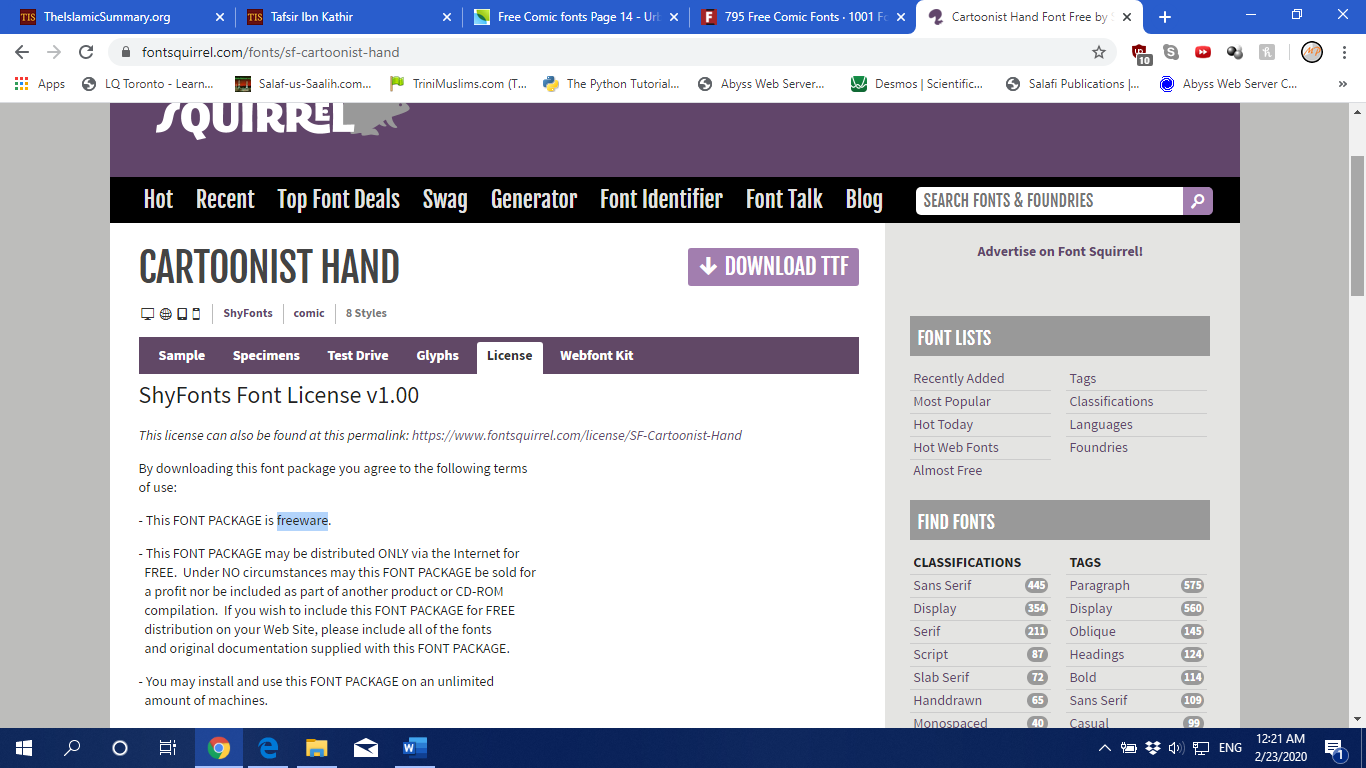 TheIslamicSummary.org
Tafsir Ibn Kathir
Free Comic fonts Page 14 - Ur
795 Free Comic Fonts · 1001 Fo
Cartoonist Hand Font Free by S
fontsquirrel.com/fonts/sf-cartoonist-hand
10
Apps
LQ Toronto - Learn...
Salaf-us-Saalih.com...
TriniMuslims.com (T...
The Python Tutorial...
Abyss Web Server...
Desmos | Scientific...
Salafi Publications |...
Abyss Web Server C...
SQUIRREL
Hot Recent Top Font Deals Swag Generator Font Identifier Font Talk Blog
SEARCH FONTS & FOUNDRIES
CARTOONIST HAND
DOWNLOAD TTF
ShyFonts comic 8 Styles
Sample Specimens Test Drive Glyphs License Webfont Kit
ShyFonts Font License v1.00
This license can also be found at this permalink: https://www.fontsquirrel.com/license/SF-Cartoonist-Hand
By downloading this font package you agree to the following terms
of use:
- This FONT PACKAGE is freeware.
- This FONT PACKAGE may be distributed ONLY via the Internet for
FREE. Under NO circumstances may this FONT PACKAGE be sold for
a profit nor be included as part of another product or CD-ROM
compilation. If you wish to include this FONT PACKAGE for FREE
distribution on your Web Site, please include all of the fonts
and original documentation supplied with this FONT PACKAGE.
- You may install and use this FONT PACKAGE on an unlimited
amount of machines.
Advertise on Font Squirrel!
FONT LISTS
Recently Added Tags
Most Popular Classifications
Hot Today Languages
Hot Web Fonts Foundries
Almost Free
FIND FONTS
CLASSIFICATIONS TAGS
Sans Serif 445 Paragraph 575
Display 354 Display 560
Serif 211 Oblique 145
Script 87 Headings 124
Slab Serif 72 Bold 114
Handdrawn 65 Sans Serif 109
Monospaced 40 Casual 99
ENG
12:21 AM
2/23/2020
1